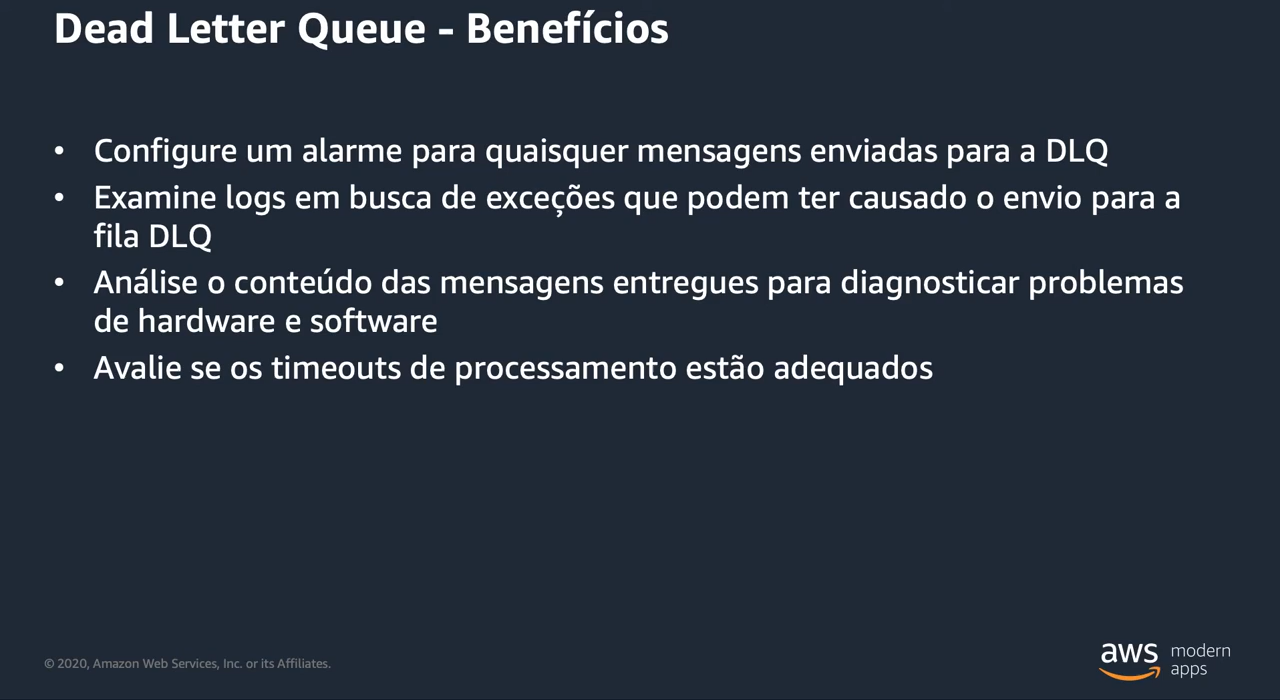 Dead Letter Queue - Benefícios
• Configure um alarme para quaisquer mensagens enviadas para a DLQ
• Examine logs em busca de exceções que podem ter causado o envio para a
fila DLQ
• Análise o conteúdo das mensagens entregues para diagnosticar problemas
de hardware e software
• Avalie se os timeouts de processamento estão adequados
© 2020, Amazon Web Services, Inc. or its Affiliates.
aws modern
apps